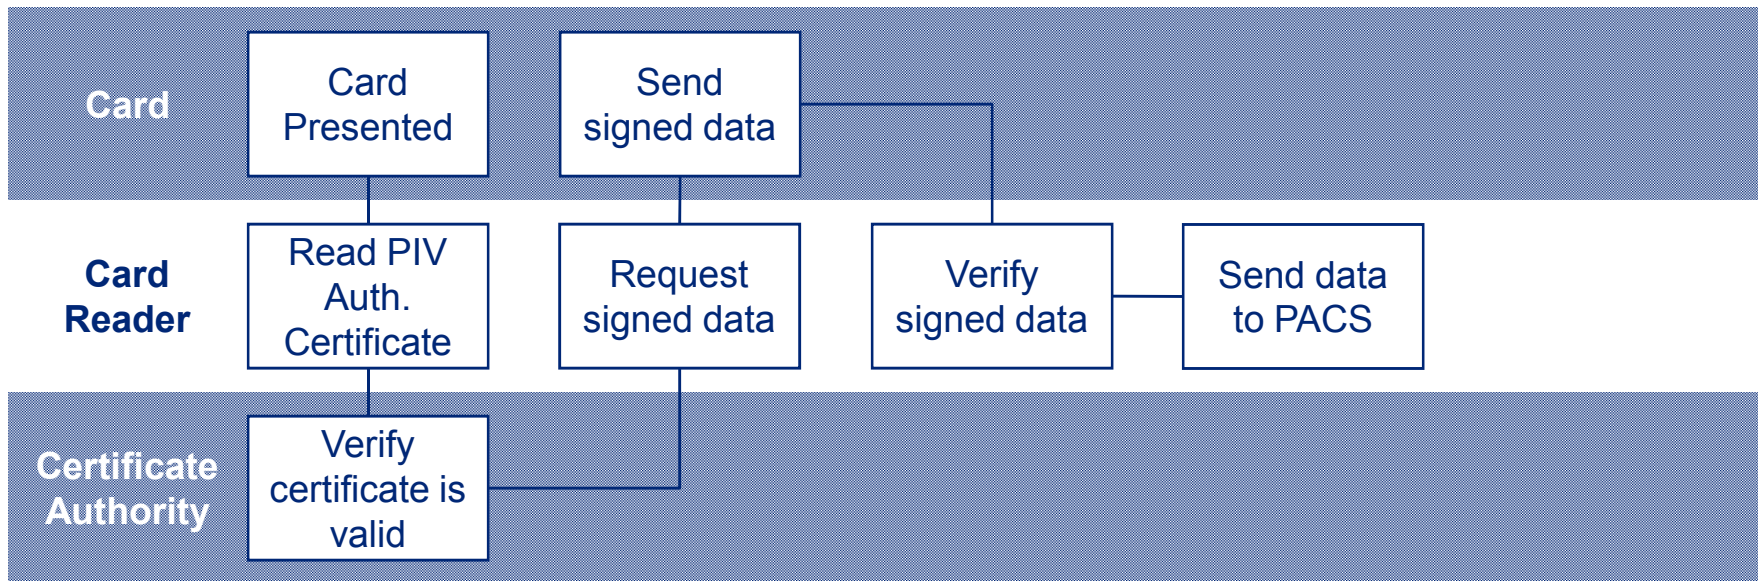 Card
Card
Presented
Send
signed data
Card
Reader
Read PIV
Auth.
Certificate
Request
signed data
Verify
signed data
Send data
to PACS
Certificate
Authority
Verify
certificate is
valid